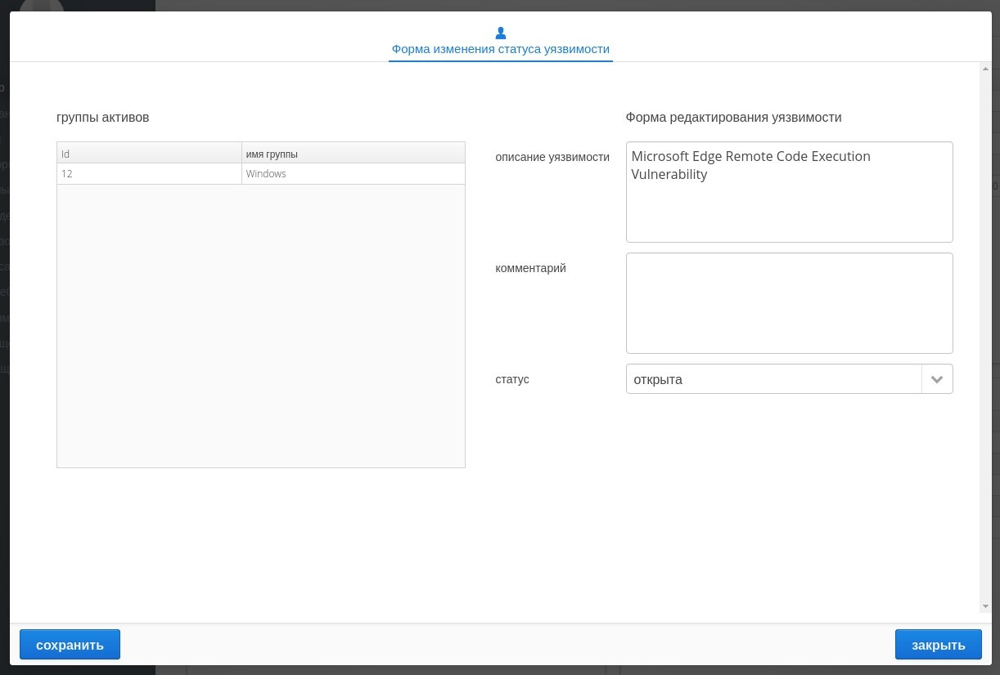 Форма изменения статуса уязвимости
группы активов
Id имя группы
12 Windows
Форма редактирования уязвимости
описание уязвимости
Microsoft Edge Remote Code Execution
Vulnerability
комментарий
статус
открыта
сохранить
закрыть